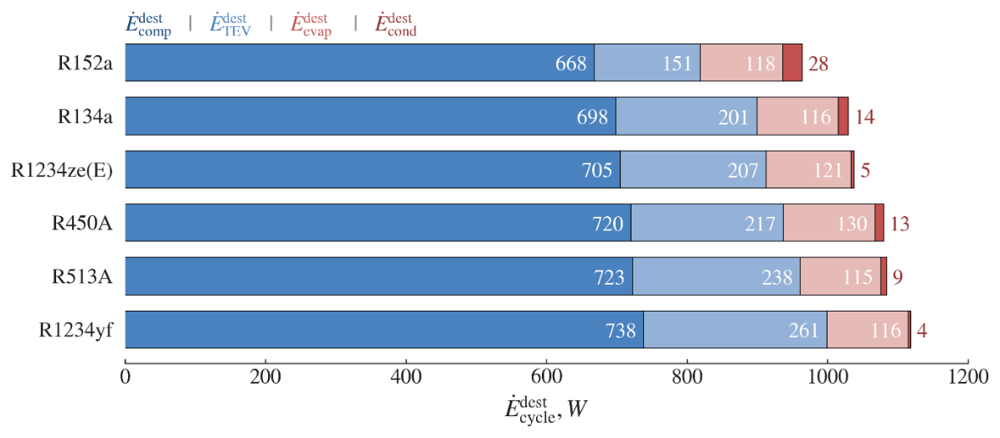 Ė^dest_comp | Ė^dest_TEV | Ė^dest_evap | Ė^dest_cond
R152a 668 151 118 28
R134a 698 201 116 14
R1234ze(E) 705 207 121 5
R450A 720 217 130 13
R513A 723 238 115 9
R1234yf 738 261 116 4
0 200 400 600 800 1000 1200
Ė^dest_cycle, W